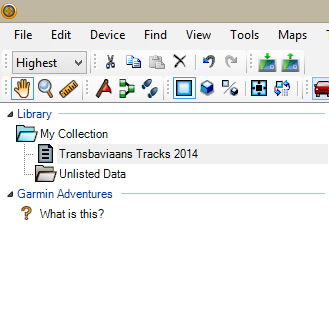 File Edit Device Find View Tools Maps
Highest
Library
My Collection
Transbaviaans Tracks 2014
Unlisted Data
Garmin Adventures
What is this?